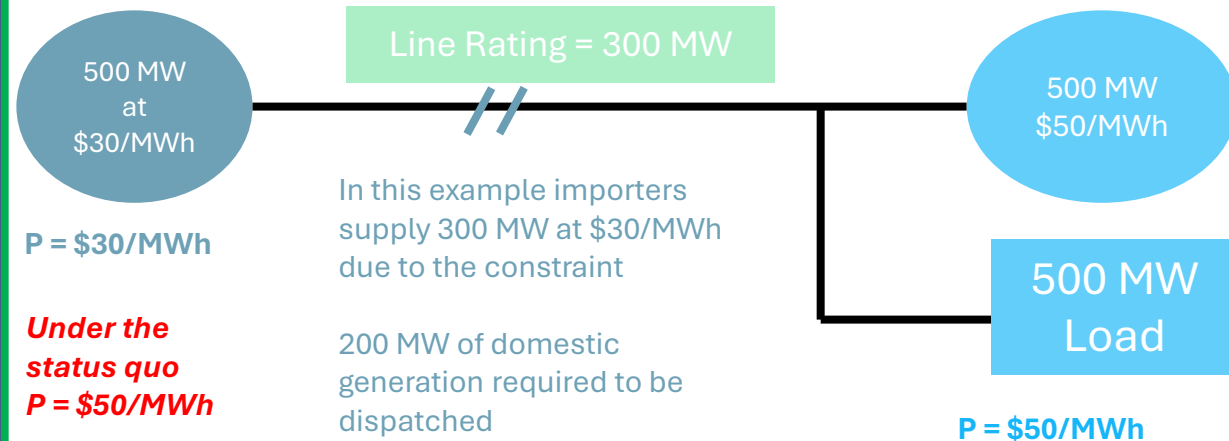 500 MW
at
$30/MWh
Line Rating = 300 MW
500 MW
$50/MWh
In this example importers
supply 300 MW at $30/MWh
due to the constraint
P = $30/MWh
Under the
status quo
P = $50/MWh
200 MW of domestic
generation required to be
dispatched
500 MW
Load
P = $50/MWh